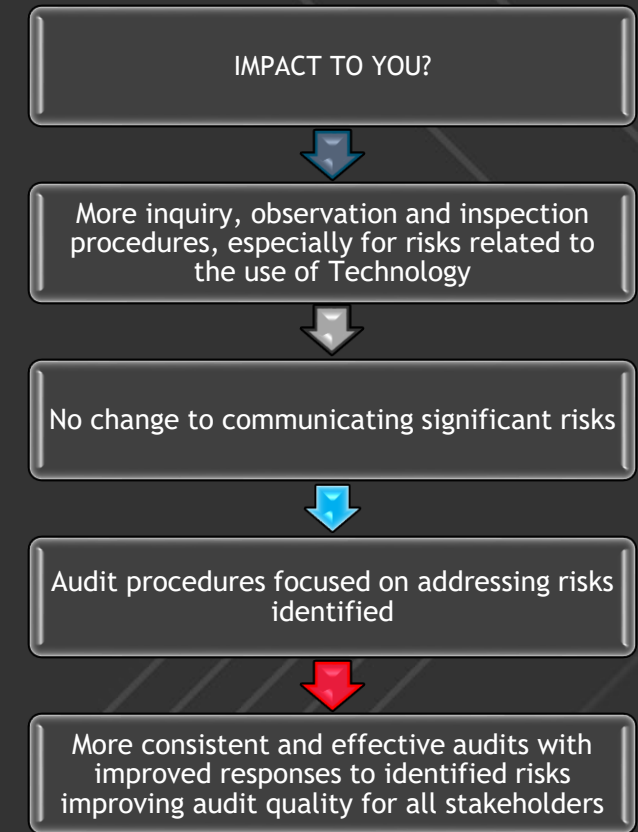 IMPACT TO YOU?
More inquiry, observation and inspection
procedures, especially for risks related to
the use of Technology
No change to communicating significant risks
Audit procedures focused on addressing risks
identified
More consistent and effective audits with
improved responses to identified risks
improving audit quality for all stakeholders